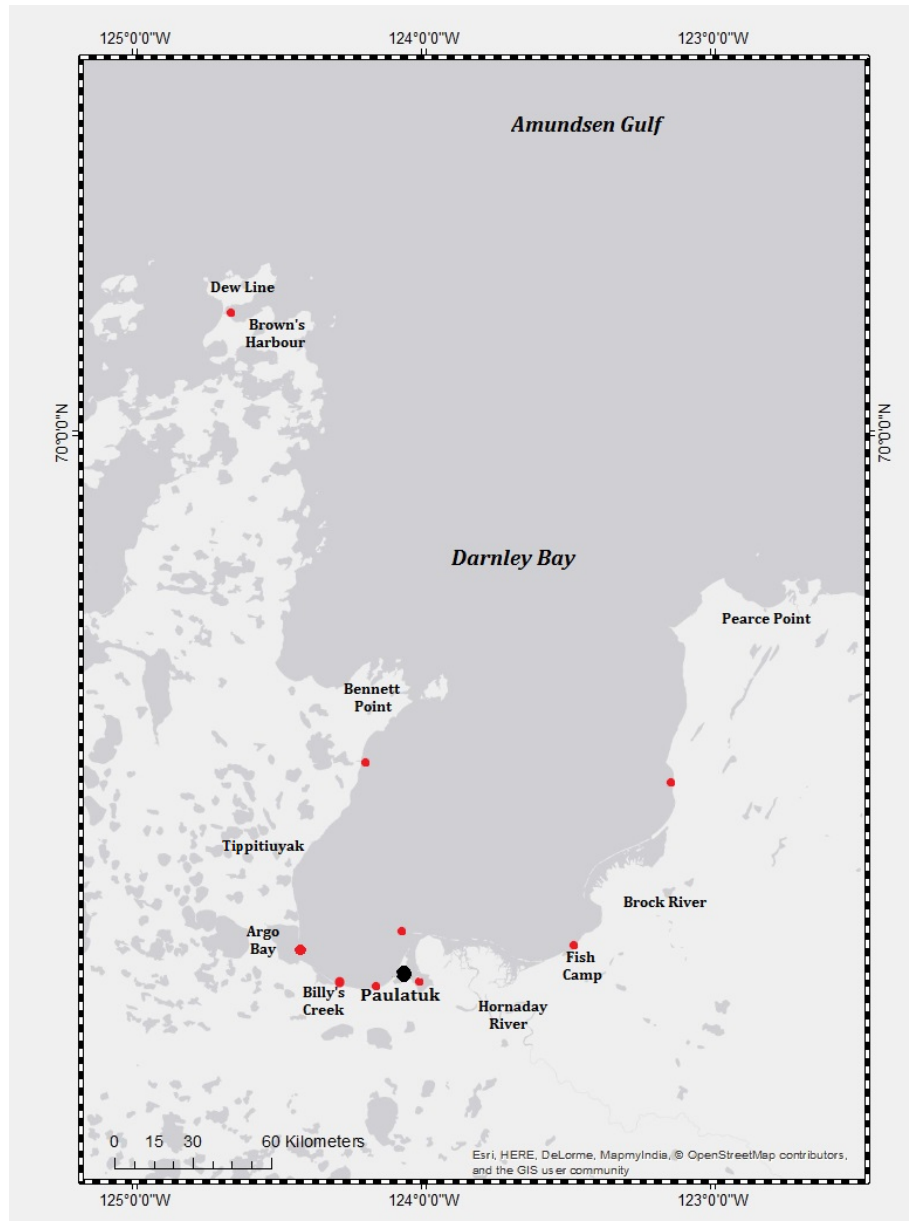 125°0'0"W 124°0'0"W 123°0'0"W
Amundsen Gulf
Dew Line
Brown's
Harbour
70°0'0"N 70°0'0"N
Darnley Bay
Pearce Point
Bennett
Point
Tippitiuyak
Brock River
Argo
Bay
Fish
Camp
Billy's
Creek
Paulatuk
Hornaday
River
0 15 30 60 Kilometers
Esri, HERE, DeLorme, MapmyIndia, © OpenStreetMap contributors,
and the GIS user community
125°0'0"W 124°0'0"W 123°0'0"W